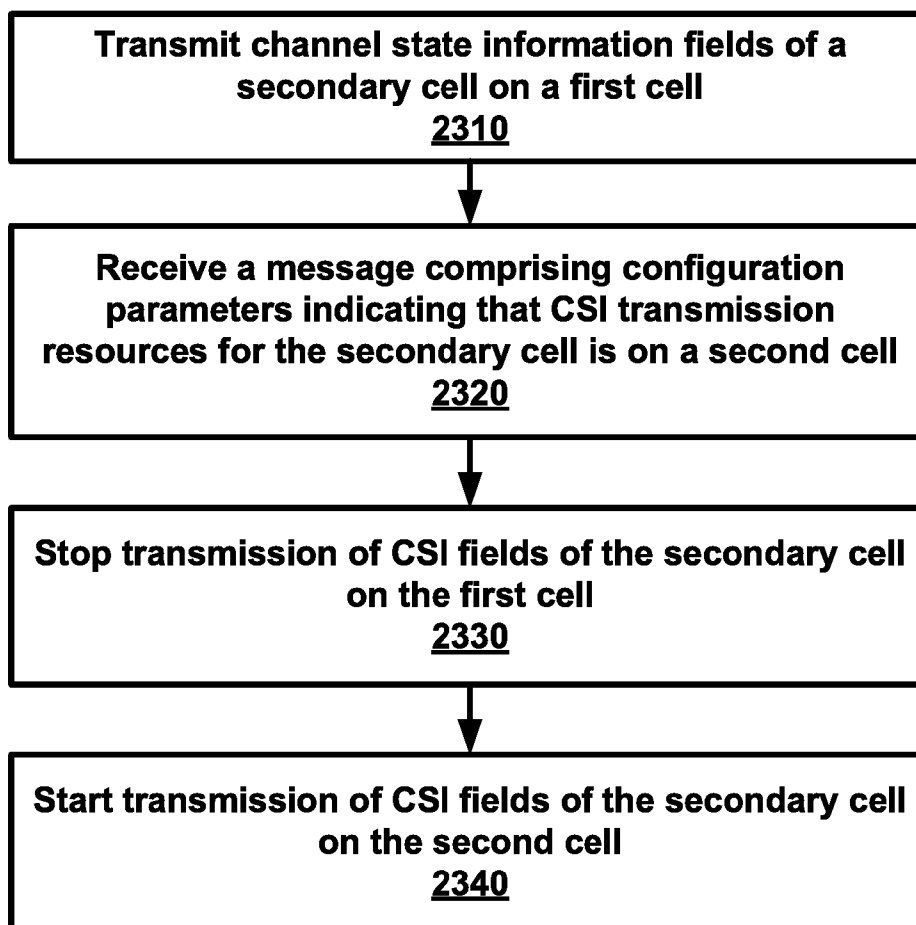 Transmit channel state information fields of a
secondary cell on a first cell
2310
Receive a message comprising configuration
parameters indicating that CSI transmission
resources for the secondary cell is on a second cell
2320
Stop transmission of CSI fields of the secondary cell
on the first cell
2330
Start transmission of CSI fields of the secondary cell
on the second cell
2340